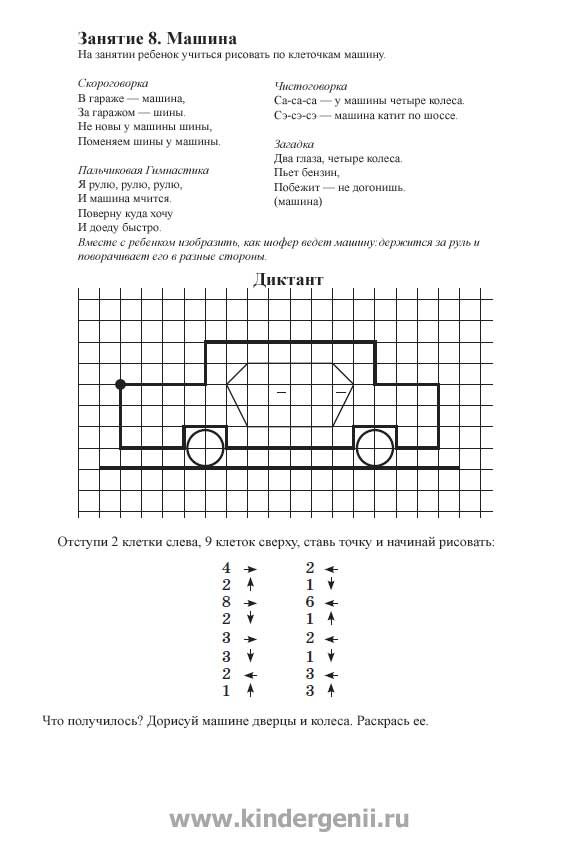 Занятие 8. Машина
На занятии ребенок учиться рисовать по клеточкам машину.
Скороговорка
В гараже — машина,
За гаражом — шины.
Не новы у машины шины,
Поменяем шины у машины.
Пальчиковая Гимнастика
Я рулю, рулю, рулю,
И машина мчится.
Поверну куда хочу
И доеду быстро.
Чистоговорка
Са-са-са — у машины четыре колеса.
Сэ-сэ-сэ — машина катит по шоссе.
Загадка
Два глаза, четыре колеса.
Пьет бензин,
Побежит — не догонишь.
(машина)
Вместе с ребенком изобразить, как шофер ведет машину: держится за руль и
поворачивает его в разные стороны.
Диктант
Отступи 2 клетки слева, 9 клеток сверху, ставь точку и начинай рисовать:
4 → 2 ←
2 ↑ 1 ↓
8 → 6 ←
2 ↓ 1 ↑
3 → 2 ←
3 ↓ 1 ↓
2 ← 3 ←
1 ↑ 3 ↑
Что получилось? Дорисуй машине дверцы и колеса. Раскрась ее.
www.kindergenii.ru